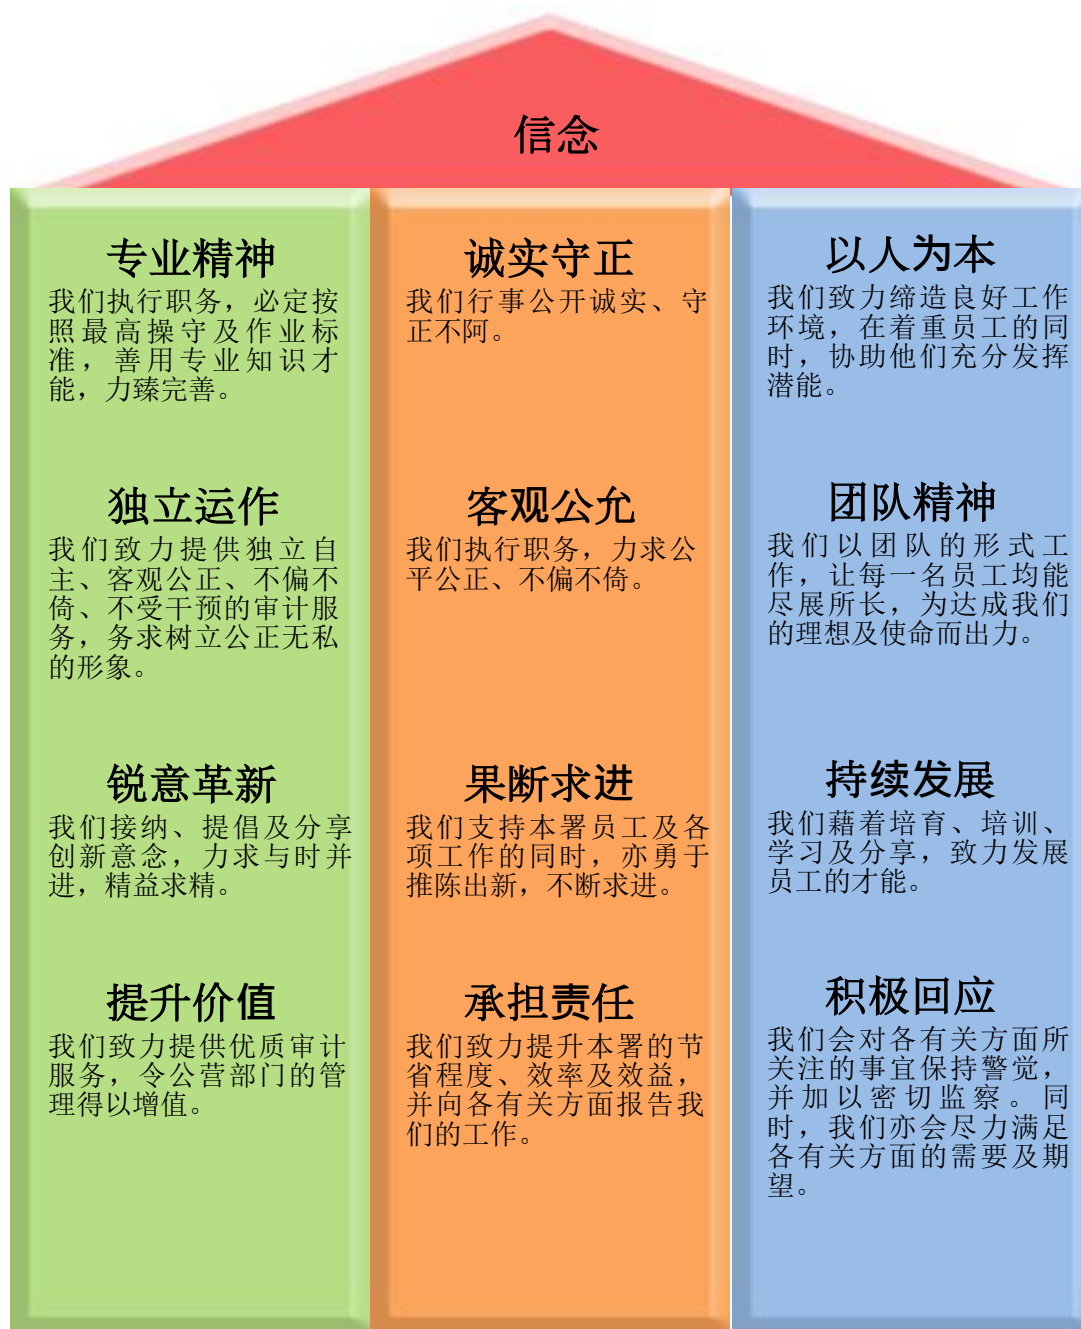 信念
专业精神
我们执行职务，必定按
照最高操守及作业标
准，善用专业知识才
能，力臻完善。
独立运作
我们致力提供独立自
主、客观公正、不偏不
倚、不受干预的审计服
务，务求树立公正无私
的形象。
锐意革新
我们接纳、提倡及分享
创新意念，力求与时并
进，精益求精。
提升价值
我们致力提供优质审计
服务，令公营部门的管
理得以增值。
诚实守正
我们行事公开诚实、守
正不阿。
客观公允
我们执行职务，力求公
平公正、不偏不倚。
果断求进
我们支持本署员工及各
项工作的同时，亦勇于
推陈出新，不断求进。
承担责任
我们致力提升本署的节
省程度、效率及效益，
并向各有关方面报告我
们的工作。
以人为本
我们致力缔造良好工作
环境，在着重员工的同
时，协助他们充分发挥
潜能。
团队精神
我们以团队的形式工
作，让每一名员工均能
尽展所长，为达成我们
的理想及使命而出力。
持续发展
我们藉着培育、培训、
学习及分享，致力发展
员工的才能。
积极回应
我们会对各有关方面所
关注的事宜保持警觉，
并加以密切监察。同
时，我们亦会尽力满足
各有关方面的需要及期
望。